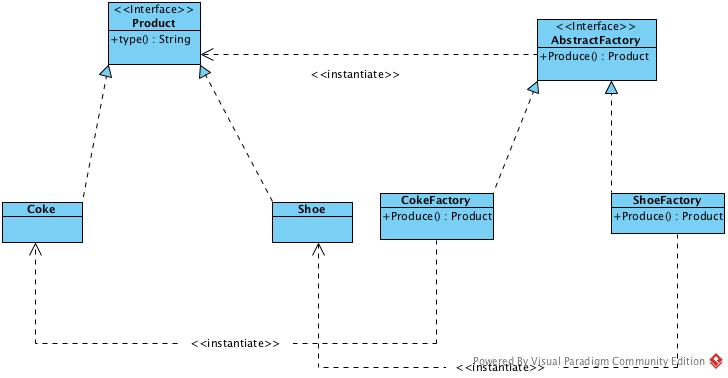 <<Interface>>
Product
+type() : String
<<Interface>>
AbstractFactory
+Produce() : Product
<<instantiate>>
Coke
Shoe
CokeFactory
+Produce() : Product
ShoeFactory
+Produce() : Product
<<instantiate>>
<<instantiate>>
Powered By Visual Paradigm Community Edition